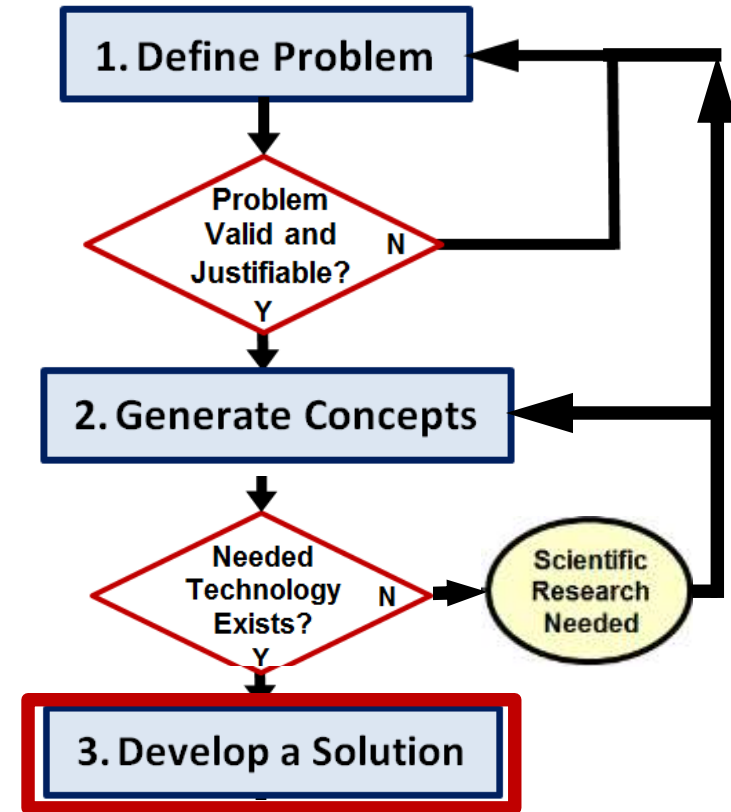 1. Define Problem
Problem
Valid and
Justifiable?
N
Y
2. Generate Concepts
Needed
Technology
Exists?
N
Y
Scientific
Research
Needed
3. Develop a Solution